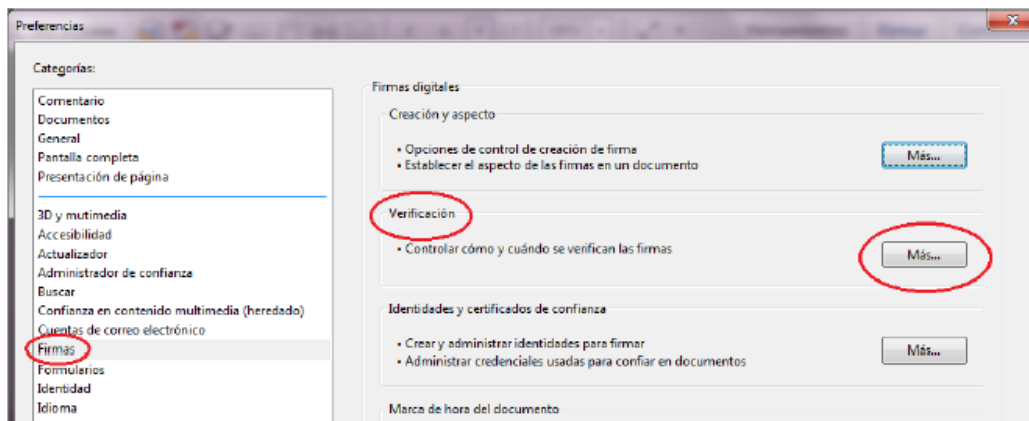 Preferencias
Categorías:
Comentario
Documentos
General
Pantalla completa
Presentación de página
3D y mutimedia
Accesibilidad
Actualizador
Administrador de confianza
Buscar
Confianza en contenido multimedia (heredado)
Cuentas de correo electrónico
Firmas
Formularios
Identidad
Idioma
Firmas digitales
Creación y aspecto
• Opciones de control de creación de firma
• Establecer el aspecto de las firmas en un documento
Más...
Verificación
• Controlar cómo y cuándo se verifican las firmas
Más...
Identidades y certificados de confianza
• Crear y administrar identidades para firmar
• Administrar credenciales usadas para confiar en documentos
Más...
Marca de hora del documento